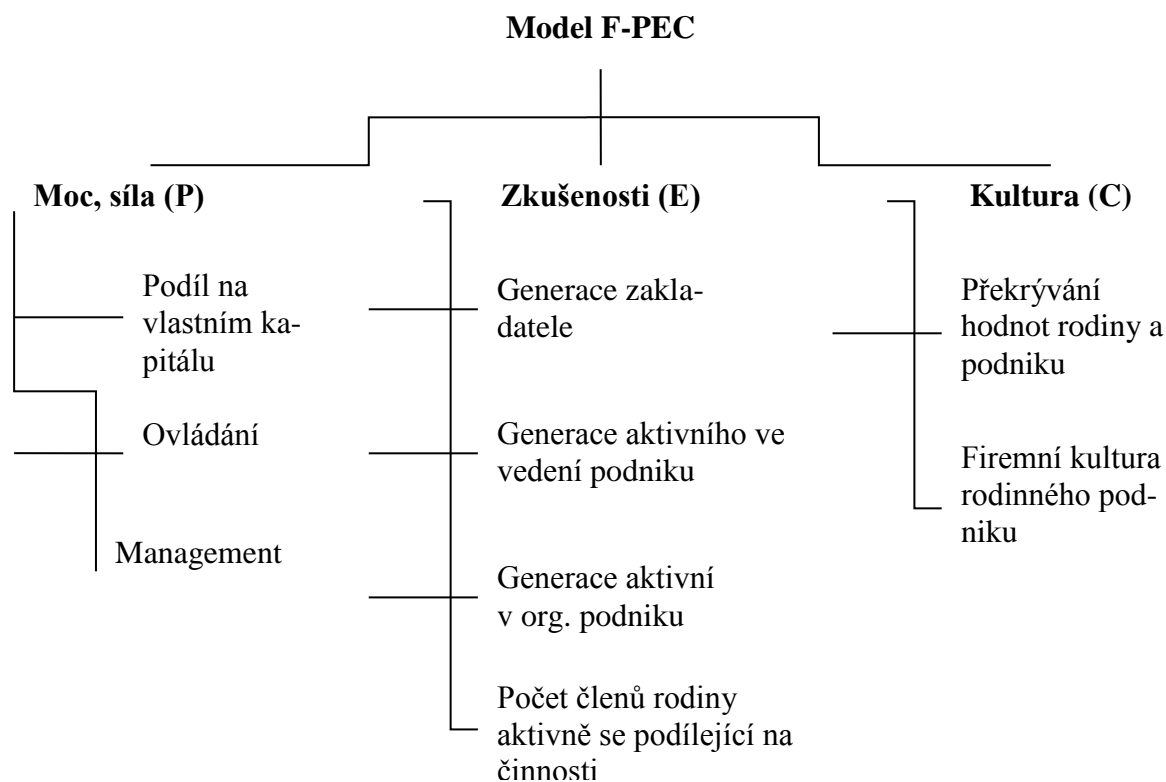 Model F-PEC
Moc, síla (P)
Podíl na
vlastním ka-
pitálu
Ovládání
Management
Zkušenosti (E)
Generace zakla-
datele
Generace aktivního ve
vedení podniku
Generace aktivní
v org. podniku
Počet členů rodiny
aktivně se podílející na
činnosti
Kultura (C)
Překrývání
hodnot rodiny a
podniku
Firemní kultura
rodinného pod-
niku